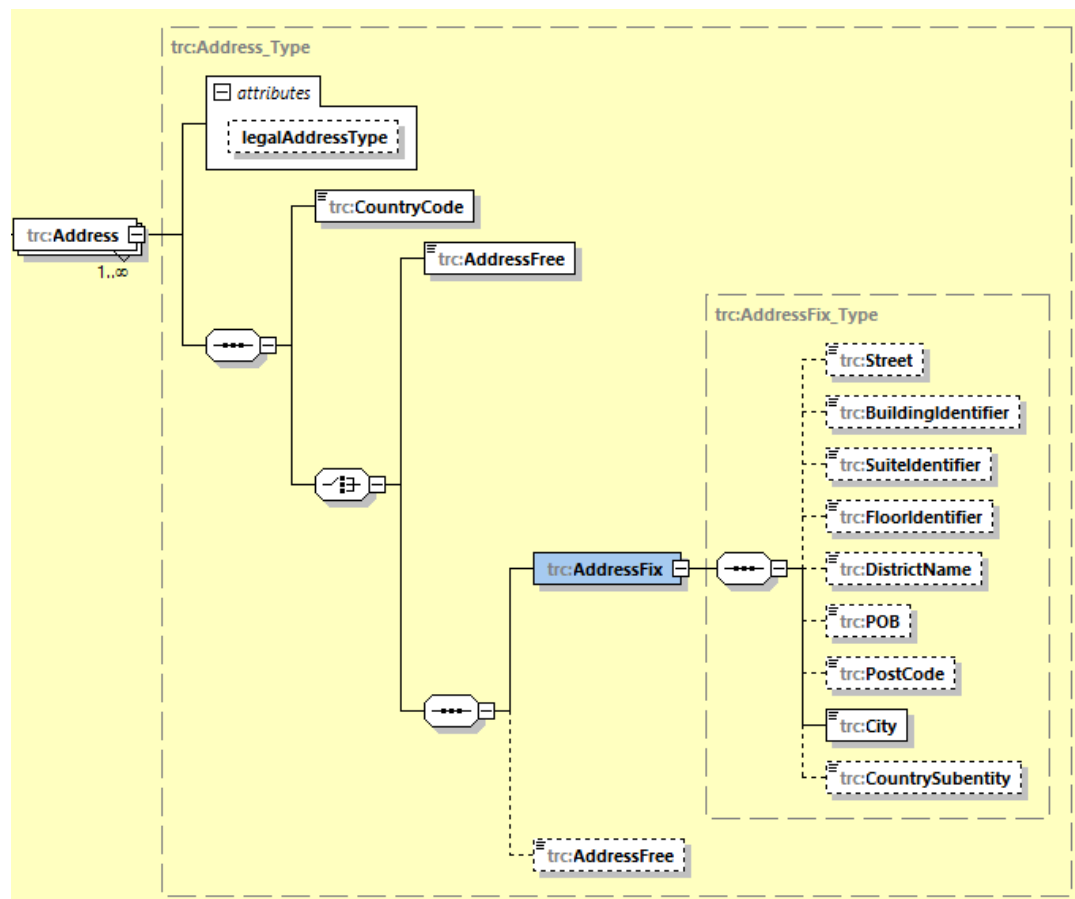 trc:Address_Type
attributes
legalAddressType
trc:CountryCode
trc:Address
1..∞
trc:AddressFree
trc:AddressFix_Type
trc:Street
trc:BuildingIdentifier
trc:SuiteIdentifier
trc:FloorIdentifier
trc:AddressFix
trc:DistrictName
trc:POB
trc:PostCode
trc:City
trc:CountrySubentity
trc:AddressFree